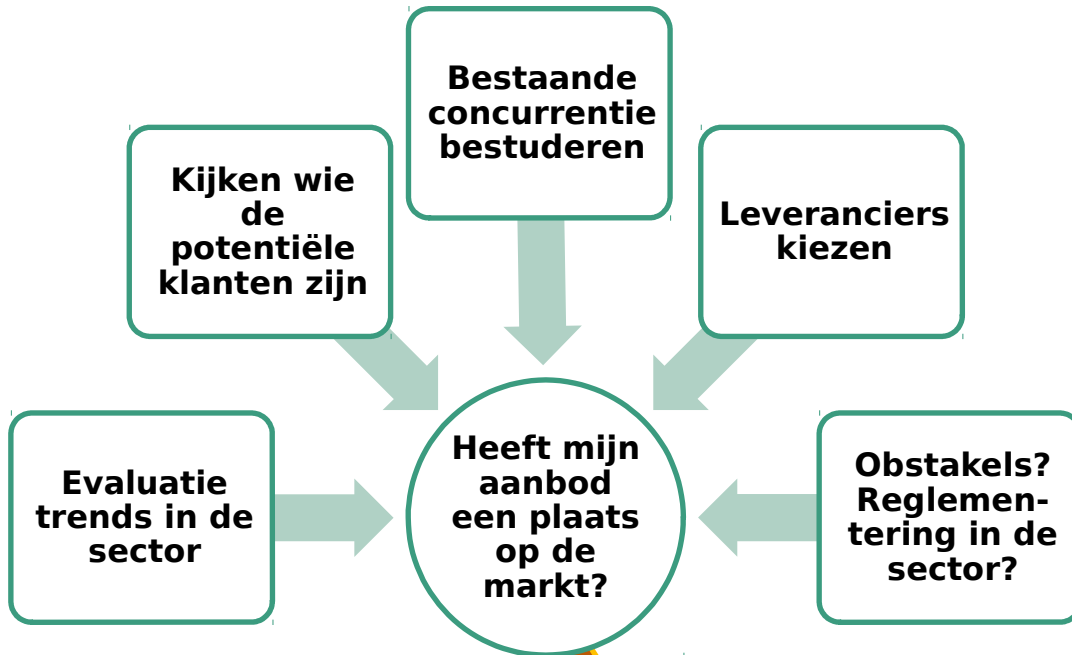 Bestaande
concurrentie
bestuderen
Kijken wie
de
potentiële
klanten zijn
Leveranciers
kiezen
Evaluatie
trends in de
sector
Heeft mijn
aanbod
een plaats
op de
markt?
Obstakels?
Reglemen-
tering in de
sector?